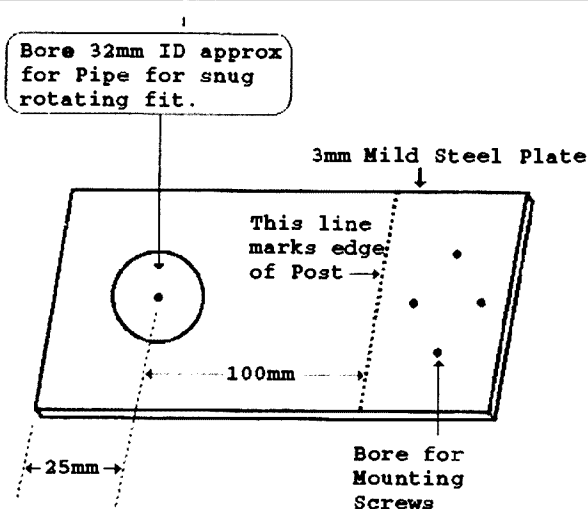 Bore 32mm ID approx
for Pipe for snug
rotating fit.
3mm Mild Steel Plate
This line
marks edge
of Post
100mm
25mm
Bore for
Mounting
Screws